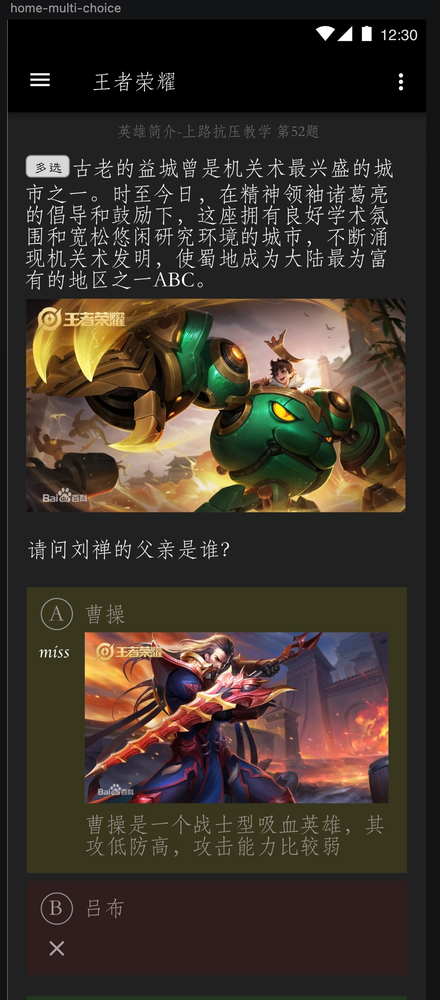 home-multi-choice
12:30
王者荣耀
英雄简介-上路抗压教学 第52题
多选 古老的益城曾是机关术最兴盛的城
市之一。时至今日，在精神领袖诸葛亮
的倡导和鼓励下，这座拥有良好学术氛
围和宽松悠闲研究环境的城市，不断涌
现机关术发明，使蜀地成为大陆最为富
有的地区之一ABC。
王者荣耀
Bai du 百科
请问刘禅的父亲是谁?
A 曹操
miss
王者荣耀
Bai du 百科
曹操是一个战士型吸血英雄，其
攻低防高，攻击能力比较弱
B 吕布